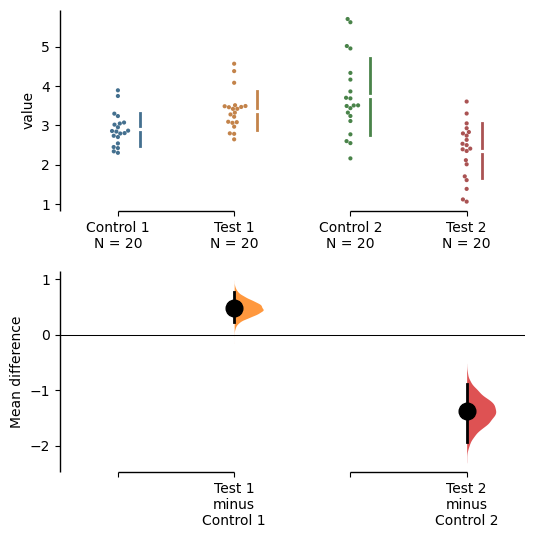 value
5
4
3
2
1
Control 1
N = 20
Test 1
N = 20
Control 2
N = 20
Test 2
N = 20
Mean difference
1
0
−1
−2
Test 1
minus
Control 1
Test 2
minus
Control 2